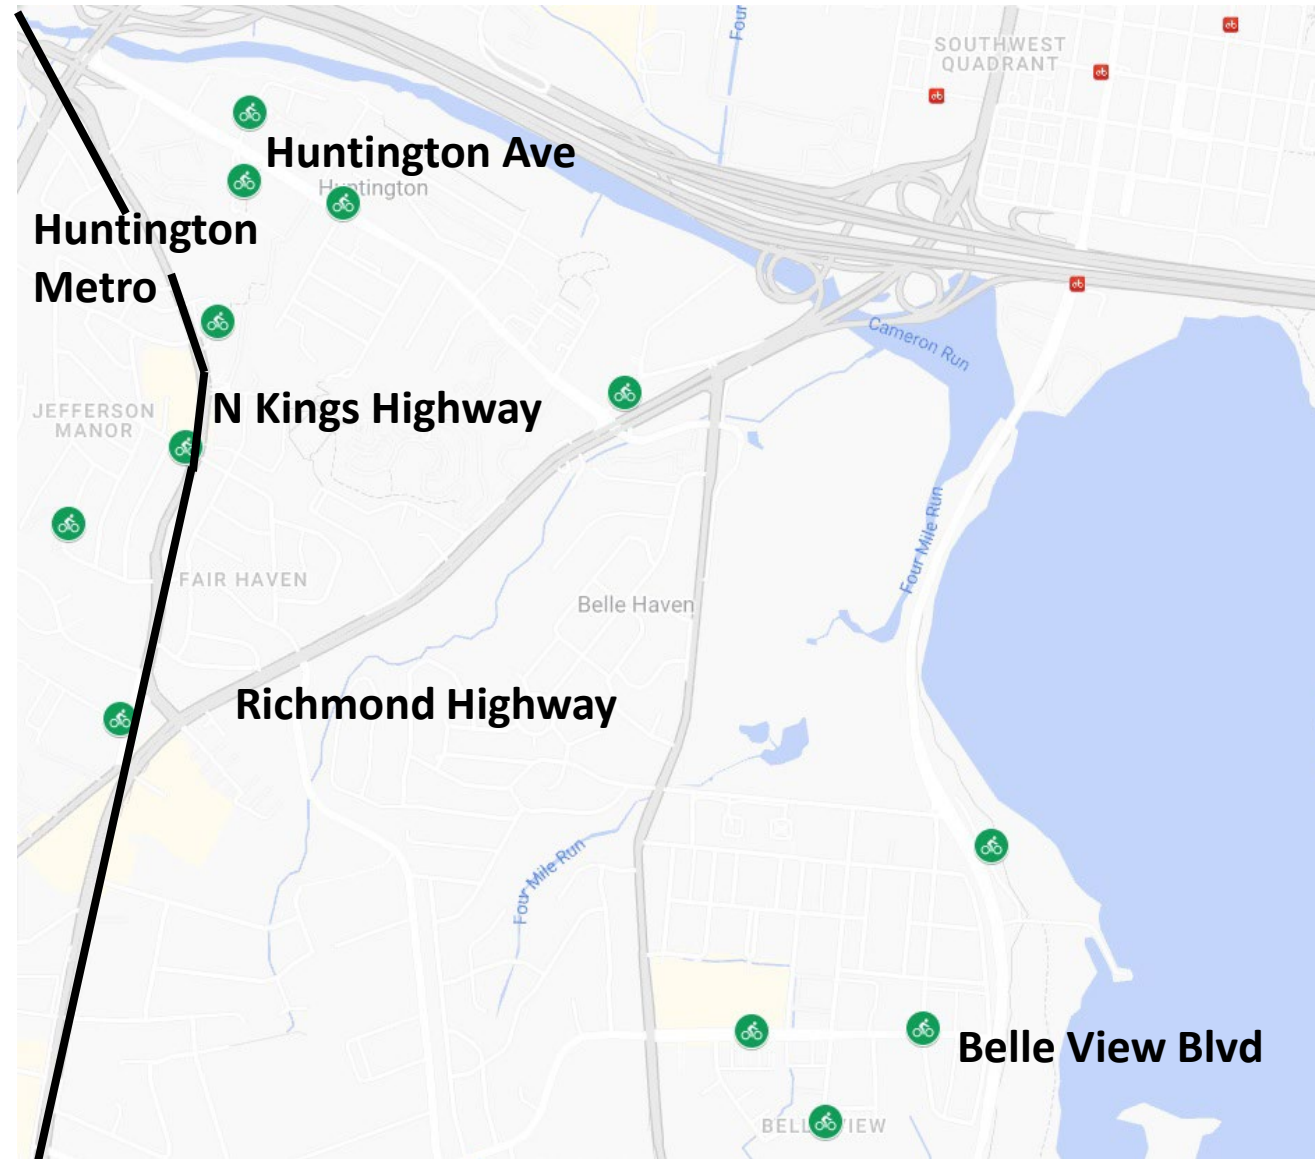 Four
SOUTHWEST
QUADRANT
Huntington Ave
Huntington
Huntington
Metro
Cameron Run
JEFFERSON
MANOR
N Kings Highway
Four Mile Run
FAIR HAVEN
Belle Haven
Richmond Highway
Four Mile Run
Belle View Blvd